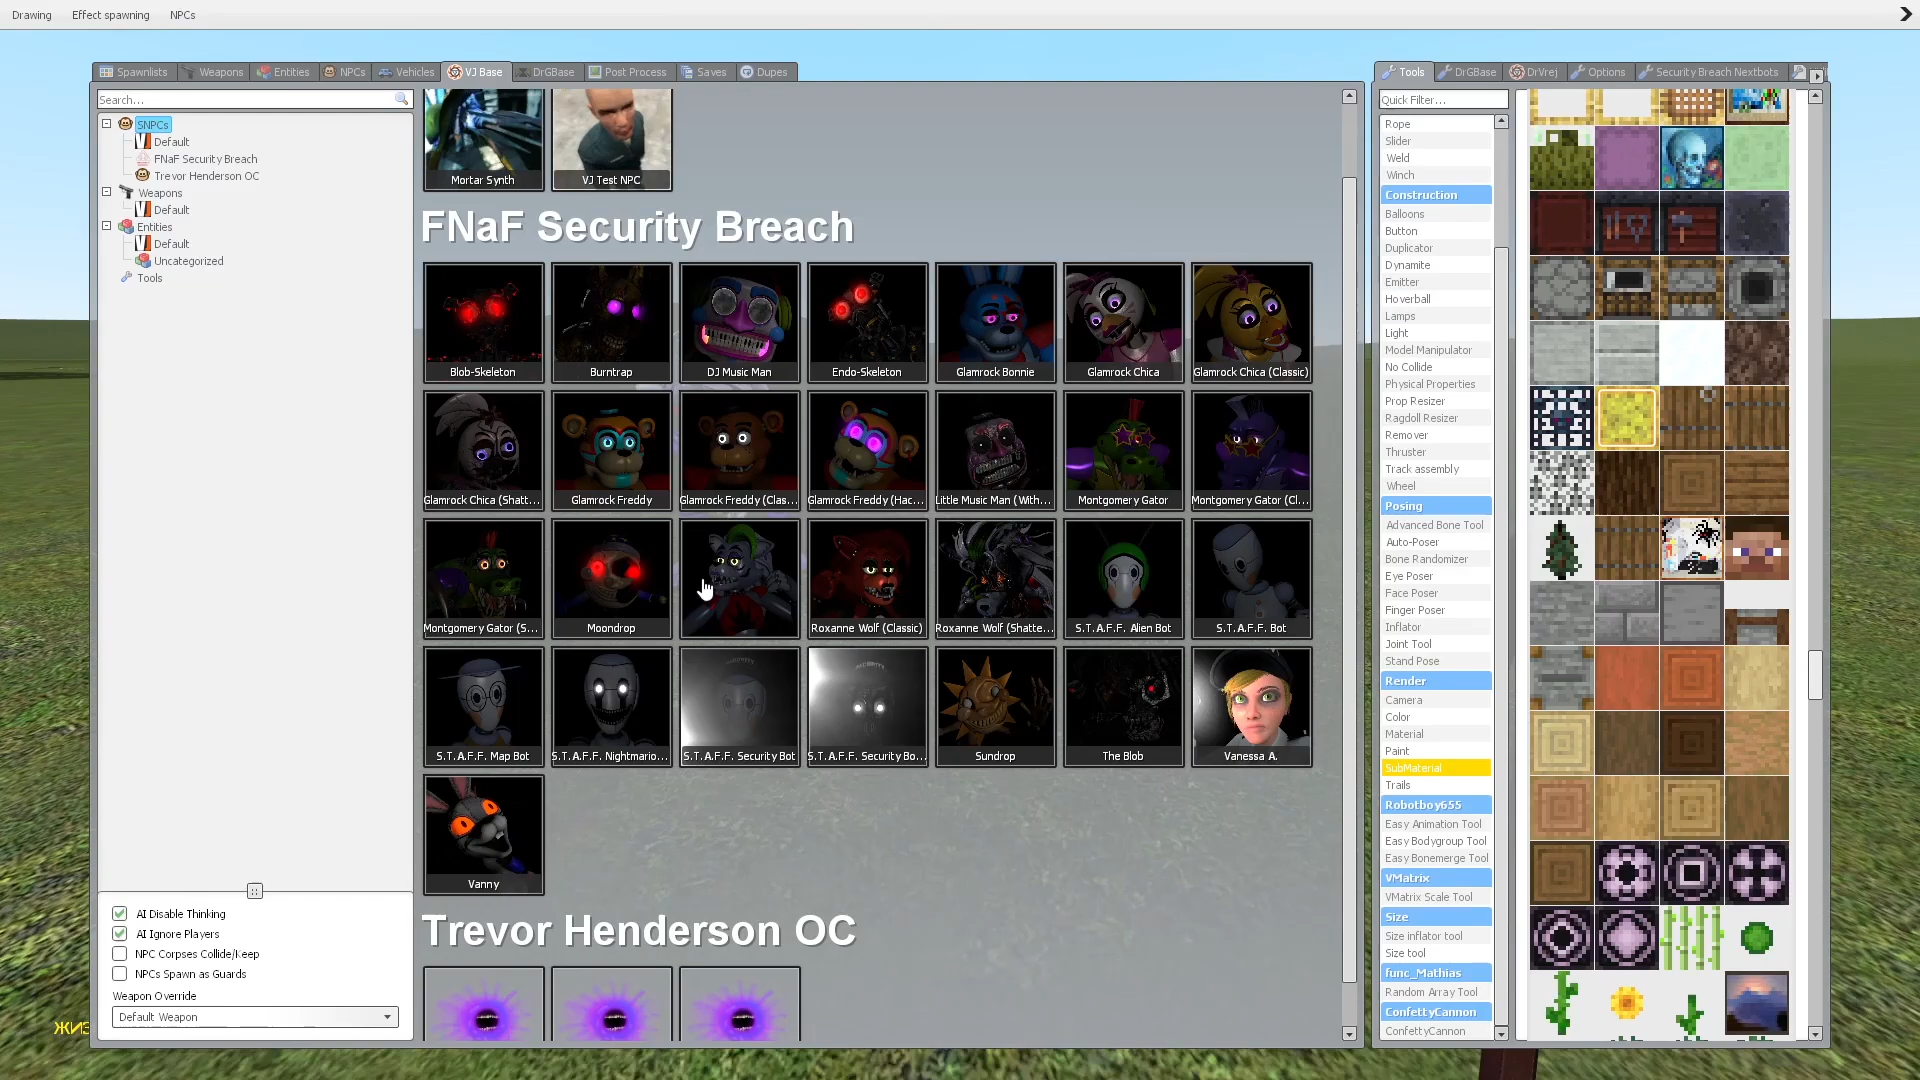 Drawing
Effect spawning
NPCs
Spawnlists
Weapons
Entities
NPCs
Vehicles
VJ Base
DrGBase
Post Process
Saves
Dupes
Search...
SNPCs
Default
FNaF Security Breach
Trevor Henderson OC
Weapons
Default
Entities
Default
Uncategorized
Tools
AI Disable Thinking
AI Ignore Players
NPC Corpses Collide/Keep
NPCs Spawn as Guards
Weapon Override
Default Weapon
ЖИЗ
Mortar Synth
VJ Test NPC
FNaF Security Breach
Blob-Skeleton
Burntrap
DJ Music Man
Endo-Skeleton
Glamrock Bonnie
Glamrock Chica
Glamrock Chica (Classic)
Glamrock Chica (Shatt...
Glamrock Freddy
Glamrock Freddy (Clas...
Glamrock Freddy (Hac...
Little Music Man (With...
Montgomery Gator
Montgomery Gator (Cl...
Montgomery Gator (S...
Moondrop
Roxanne Wolf (Classic)
Roxanne Wolf (Shatte...
S.T.A.F.F. Alien Bot
S.T.A.F.F. Bot
S.T.A.F.F. Map Bot
S.T.A.F.F. Nightmario...
S.T.A.F.F. Security Bot
S.T.A.F.F. Security Bo...
Sundrop
The Blob
Vanessa A.
Vanny
Trevor Henderson OC
Tools
DrGBase
DrVrej
Options
Security Breach Nextbots
Quick Filter...
Rope
Slider
Weld
Winch
Construction
Balloons
Button
Duplicator
Dynamite
Emitter
Hoverball
Lamps
Light
Model Manipulator
No Collide
Physical Properties
Prop Resizer
Ragdoll Resizer
Remover
Thruster
Track assembly
Wheel
Posing
Advanced Bone Tool
Auto-Poser
Bone Randomizer
Eye Poser
Face Poser
Finger Poser
Inflator
Joint Tool
Stand Pose
Render
Camera
Color
Material
Paint
SubMaterial
Trails
Robotboy655
Easy Animation Tool
Easy Bodygroup Tool
Easy Bonemerge Tool
VMatrix
VMatrix Scale Tool
Size
Size inflator tool
Size tool
func_Mathias
Random Array Tool
ConfettyCannon
ConfettyCannon